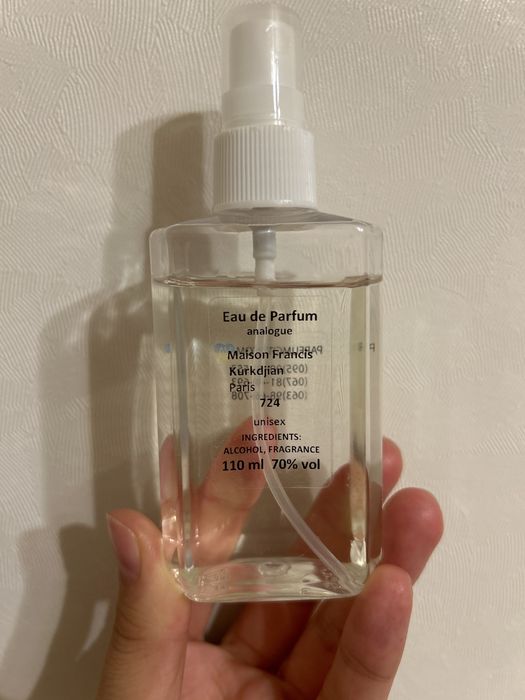 Eau de Parfum
analogue
Maison Francis
Kurkdjian
Paris
724
unisex
INGREDIENTS:
ALCOHOL, FRAGRANCE
110 ml 70% vol